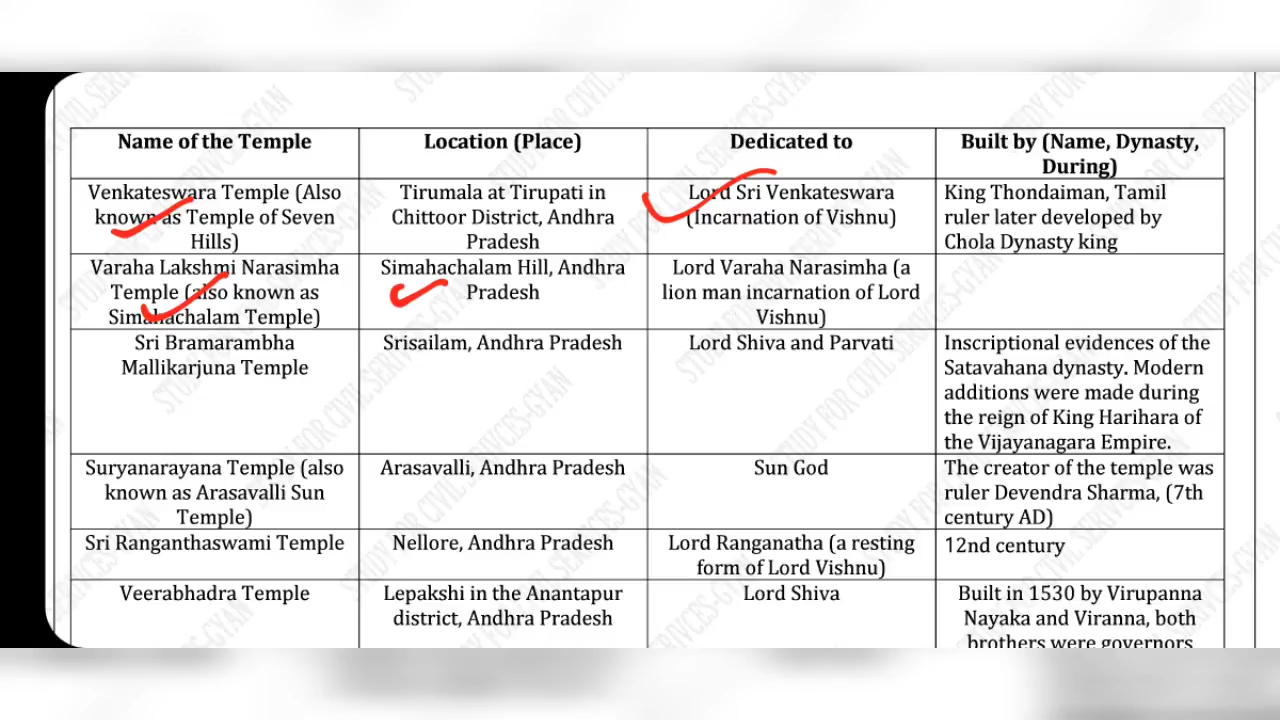 Name of the Temple
Location (Place)
Dedicated to
Built by (Name, Dynasty,
During)
Venkateswara Temple (Also
known as Temple of Seven
Hills)
Tirumala at Tirupati in
Chittoor District, Andhra
Pradesh
Lord Sri Venkateswara
(Incarnation of Vishnu)
King Thondaiman, Tamil
ruler later developed by
Chola Dynasty king
Varaha Lakshmi Narasimha
Temple (also known as
Simahachalam Temple)
Simahachalam Hill, Andhra
Pradesh
Lord Varaha Narasimha (a
lion man incarnation of Lord
Vishnu)
Sri Bramarambha
Mallikarjuna Temple
Srisailam, Andhra Pradesh
Lord Shiva and Parvati
Inscriptional evidences of the
Satavahana dynasty. Modern
additions were made during
the reign of King Harihara of
the Vijayanagara Empire.
Suryanarayana Temple (also
known as Arasavalli Sun
Temple)
Arasavalli, Andhra Pradesh
Sun God
The creator of the temple was
ruler Devendra Sharma, (7th
century AD)
Sri Ranganthaswami Temple
Nellore, Andhra Pradesh
Lord Ranganatha (a resting
form of Lord Vishnu)
12nd century
Veerabhadra Temple
Lepakshi in the Anantapur
district, Andhra Pradesh
Lord Shiva
Built in 1530 by Virupanna
Nayaka and Viranna, both
brothers were governors